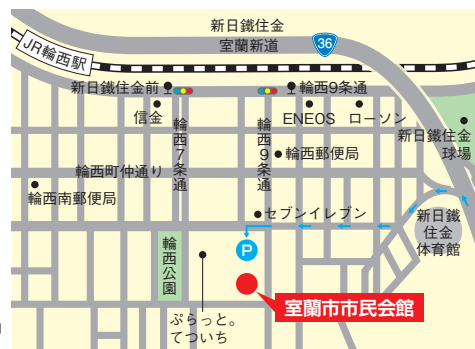 新日鐵住金
室蘭新道
36
JR輪西駅
新日鐵住金前
輪西9条通
信金
ENEOS
ローソン
新日鐵住金
球場
輪西7条通
輪西9条通
輪西郵便局
輪西町仲通り
輪西南郵便局
セブンイレブン
新日鐵
住金
体育館
P
輪西公園
ぷらっと。
てついち
室蘭市市民会館